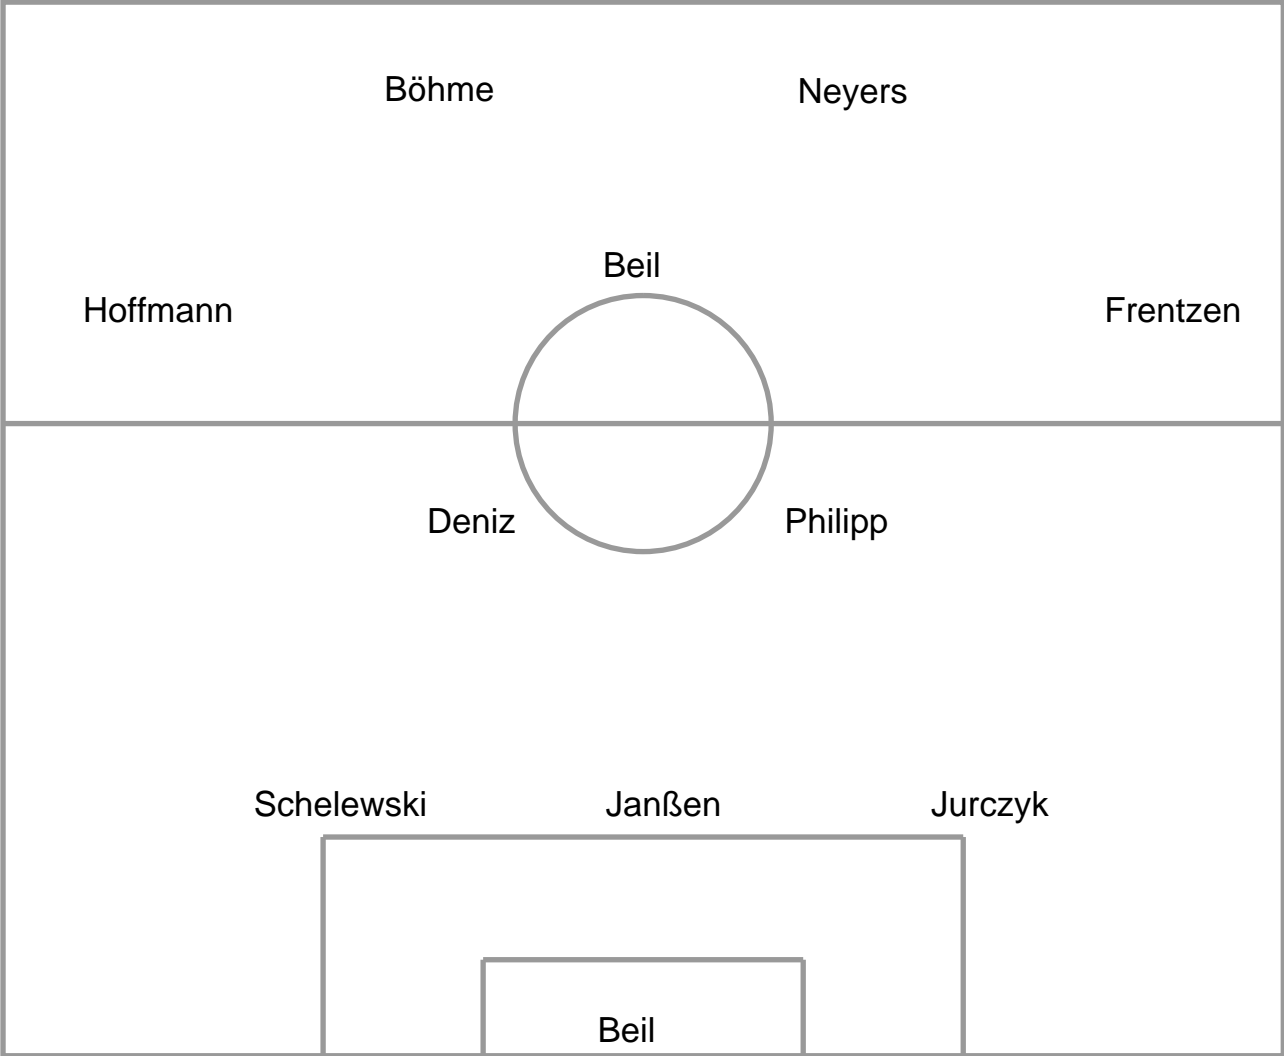 Böhme
Neyers
Beil
Hoffmann
Frentzen
Deniz
Philipp
Schelewski
Janßen
Jurczyk
Beil